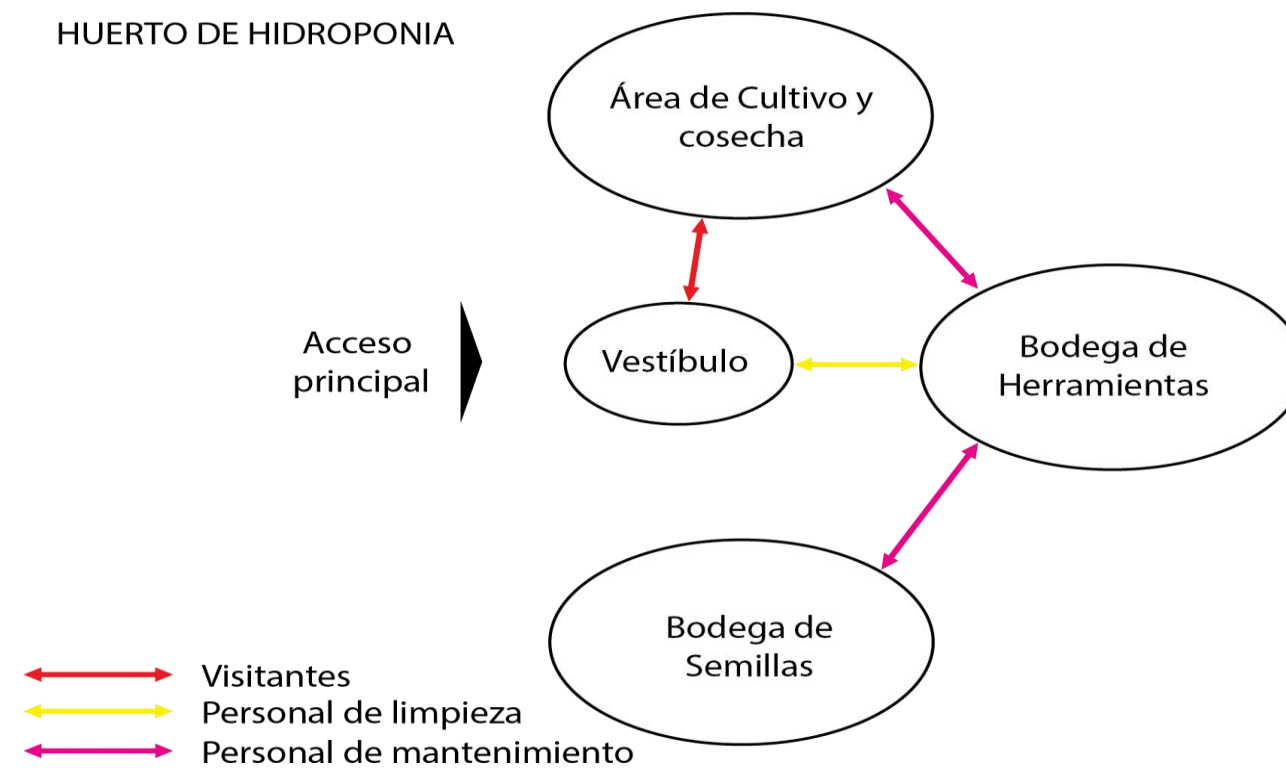 HUERTO DE HIDROPONIA
Área de Cultivo y
cosecha
Acceso
principal
Vestíbulo
Bodega de
Herramientas
Bodega de
Semillas
Visitantes
Personal de limpieza
Personal de mantenimiento